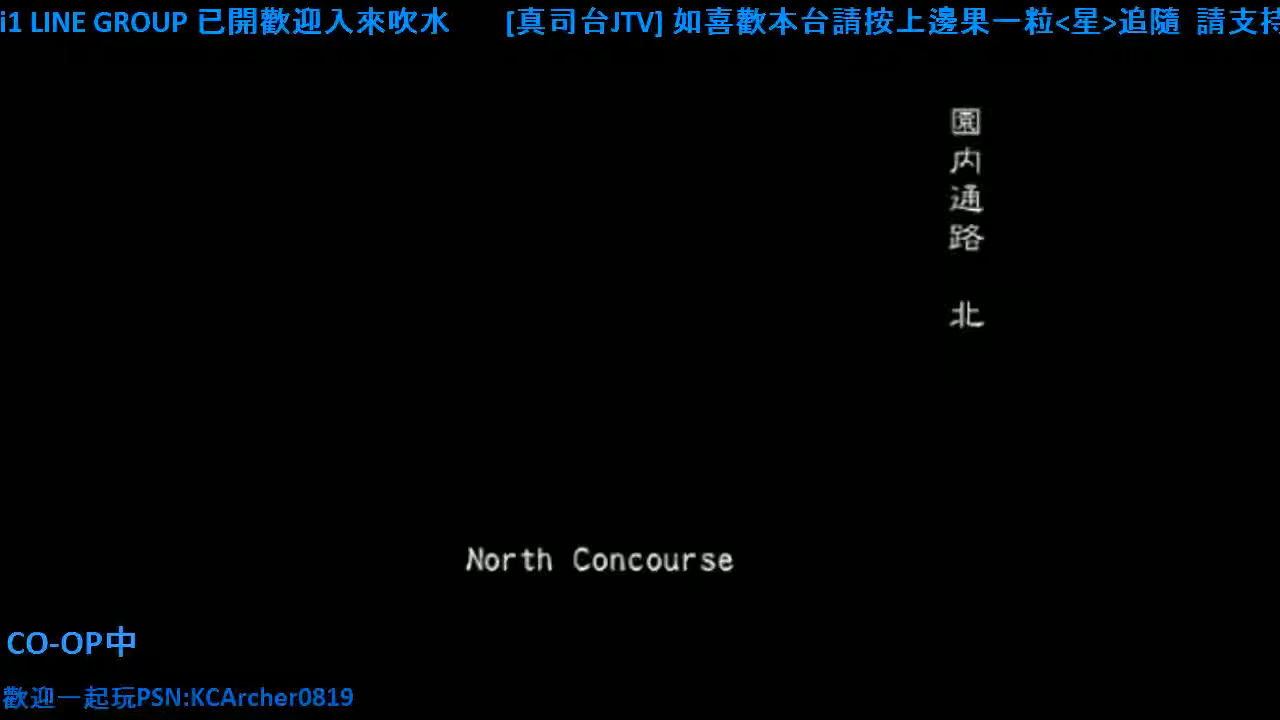 i1 LINE GROUP 已開歡迎入來吹水 [真司台JTV] 如喜歡本台請按上邊果一粒<星>追隨 請支持
園内通路 北
North Concourse
CO-OP中
歡迎一起玩PSN:KCArcher0819